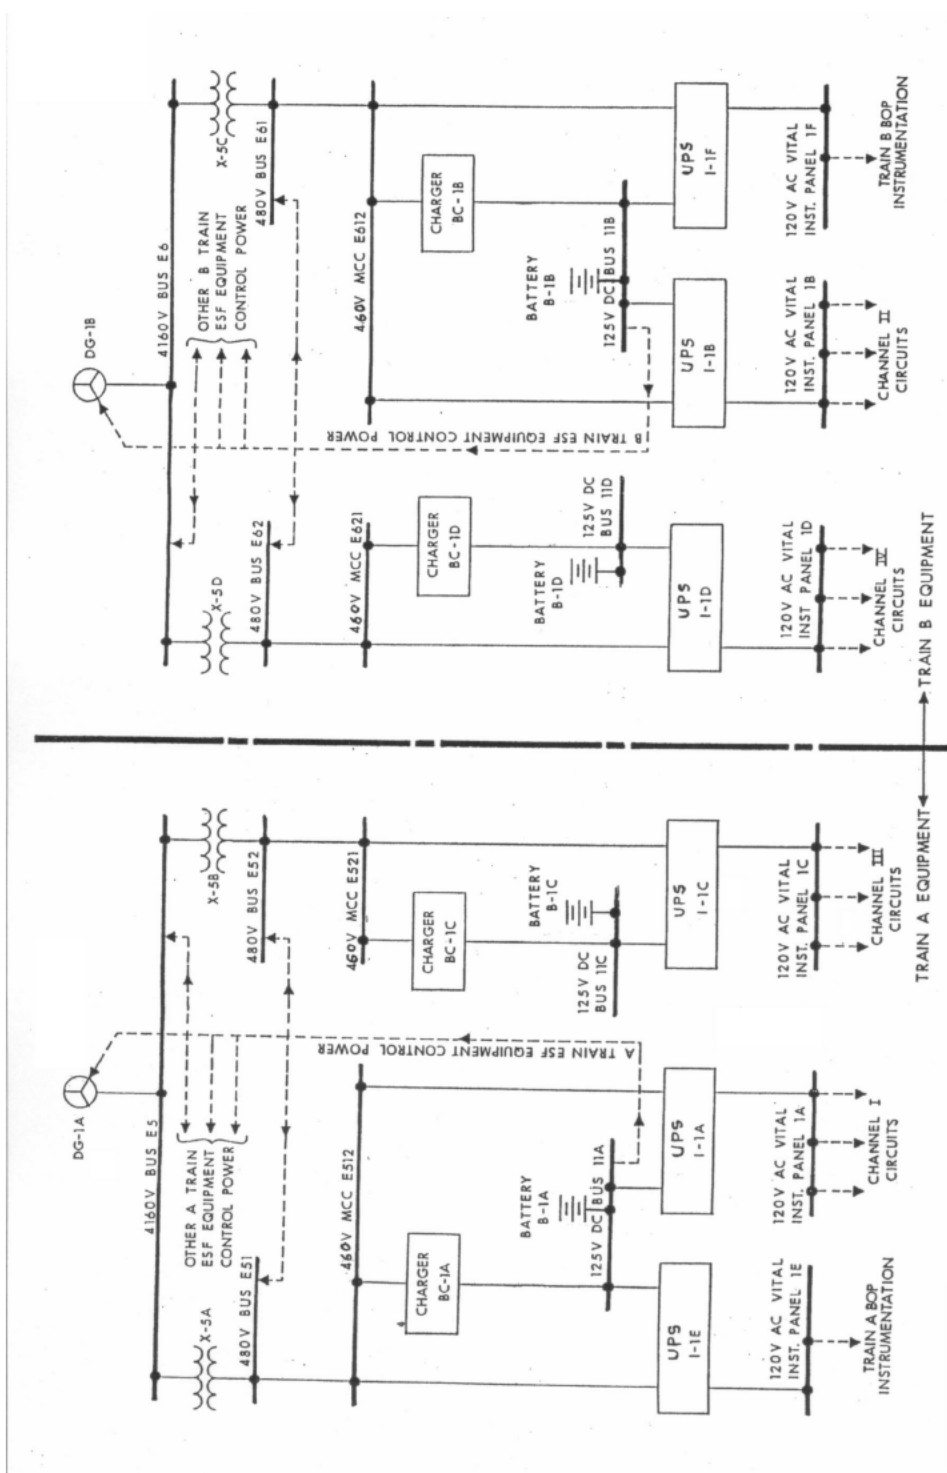 DG-1A
4160V BUS E5
OTHER A TRAIN
ESF EQUIPMENT
CONTROL POWER
X-5A
X-5B
480V BUS E51
480V BUS E52
460V MCC E512
460V MCC E521
A TRAIN ESF EQUIPMENT CONTROL POWER
CHARGER
BC-1A
CHARGER
BC-1C
BATTERY
B-1A
125V DC BUS 11A
BATTERY
B-1C
125V DC
BUS 11C
UPS
I-1E
UPS
I-1A
UPS
I-1C
120V AC VITAL
INST. PANEL 1E
120V AC VITAL
INST. PANEL 1A
120V AC VITAL
INST. PANEL 1C
TRAIN A BOP
INSTRUMENTATION
CHANNEL I
CIRCUITS
CHANNEL III
CIRCUITS
TRAIN A EQUIPMENT
TRAIN B EQUIPMENT
DG-1B
4160V BUS E6
OTHER B TRAIN
ESF EQUIPMENT
CONTROL POWER
X-5D
X-5C
480V BUS E62
480V BUS E61
460V MCC E621
460V MCC E612
B TRAIN ESF EQUIPMENT CONTROL POWER
CHARGER
BC-1D
CHARGER
BC-1B
BATTERY
B-1D
125V DC
BUS 11D
BATTERY
B-1B
125V DC BUS 11B
UPS
I-1D
UPS
I-1B
UPS
I-1F
120V AC VITAL
INST PANEL 1D
120V AC VITAL
INST. PANEL 1B
120V AC VITAL
INST. PANEL 1F
CHANNEL IV
CIRCUITS
CHANNEL II
CIRCUITS
TRAIN B BOP
INSTRUMENTATION